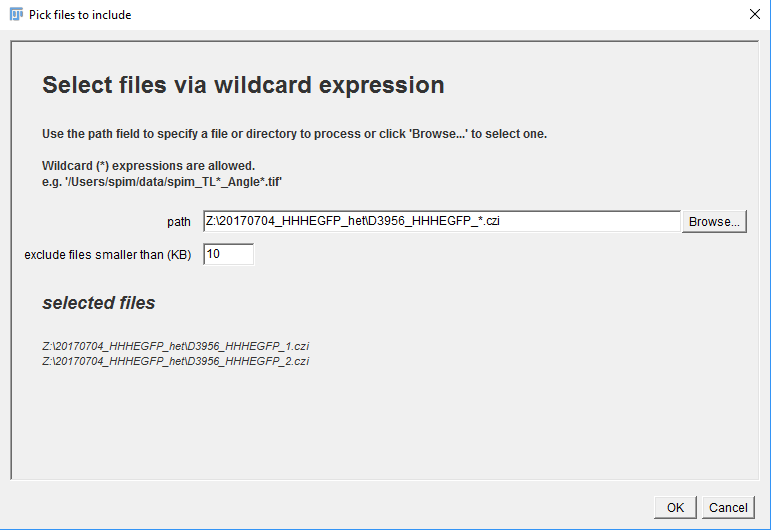 Pick files to include
Select files via wildcard expression
Use the path field to specify a file or directory to process or click 'Browse...' to select one.
Wildcard (*) expressions are allowed.
e.g. '/Users/spim/data/spim_TL*_Angle*.tif'
path Z:\20170704_HHHEGFP_het\D3956_HHHEGFP_*.czi Browse...
exclude files smaller than (KB) 10
selected files
Z:\20170704_HHHEGFP_het\D3956_HHHEGFP_1.czi
Z:\20170704_HHHEGFP_het\D3956_HHHEGFP_2.czi
OK Cancel